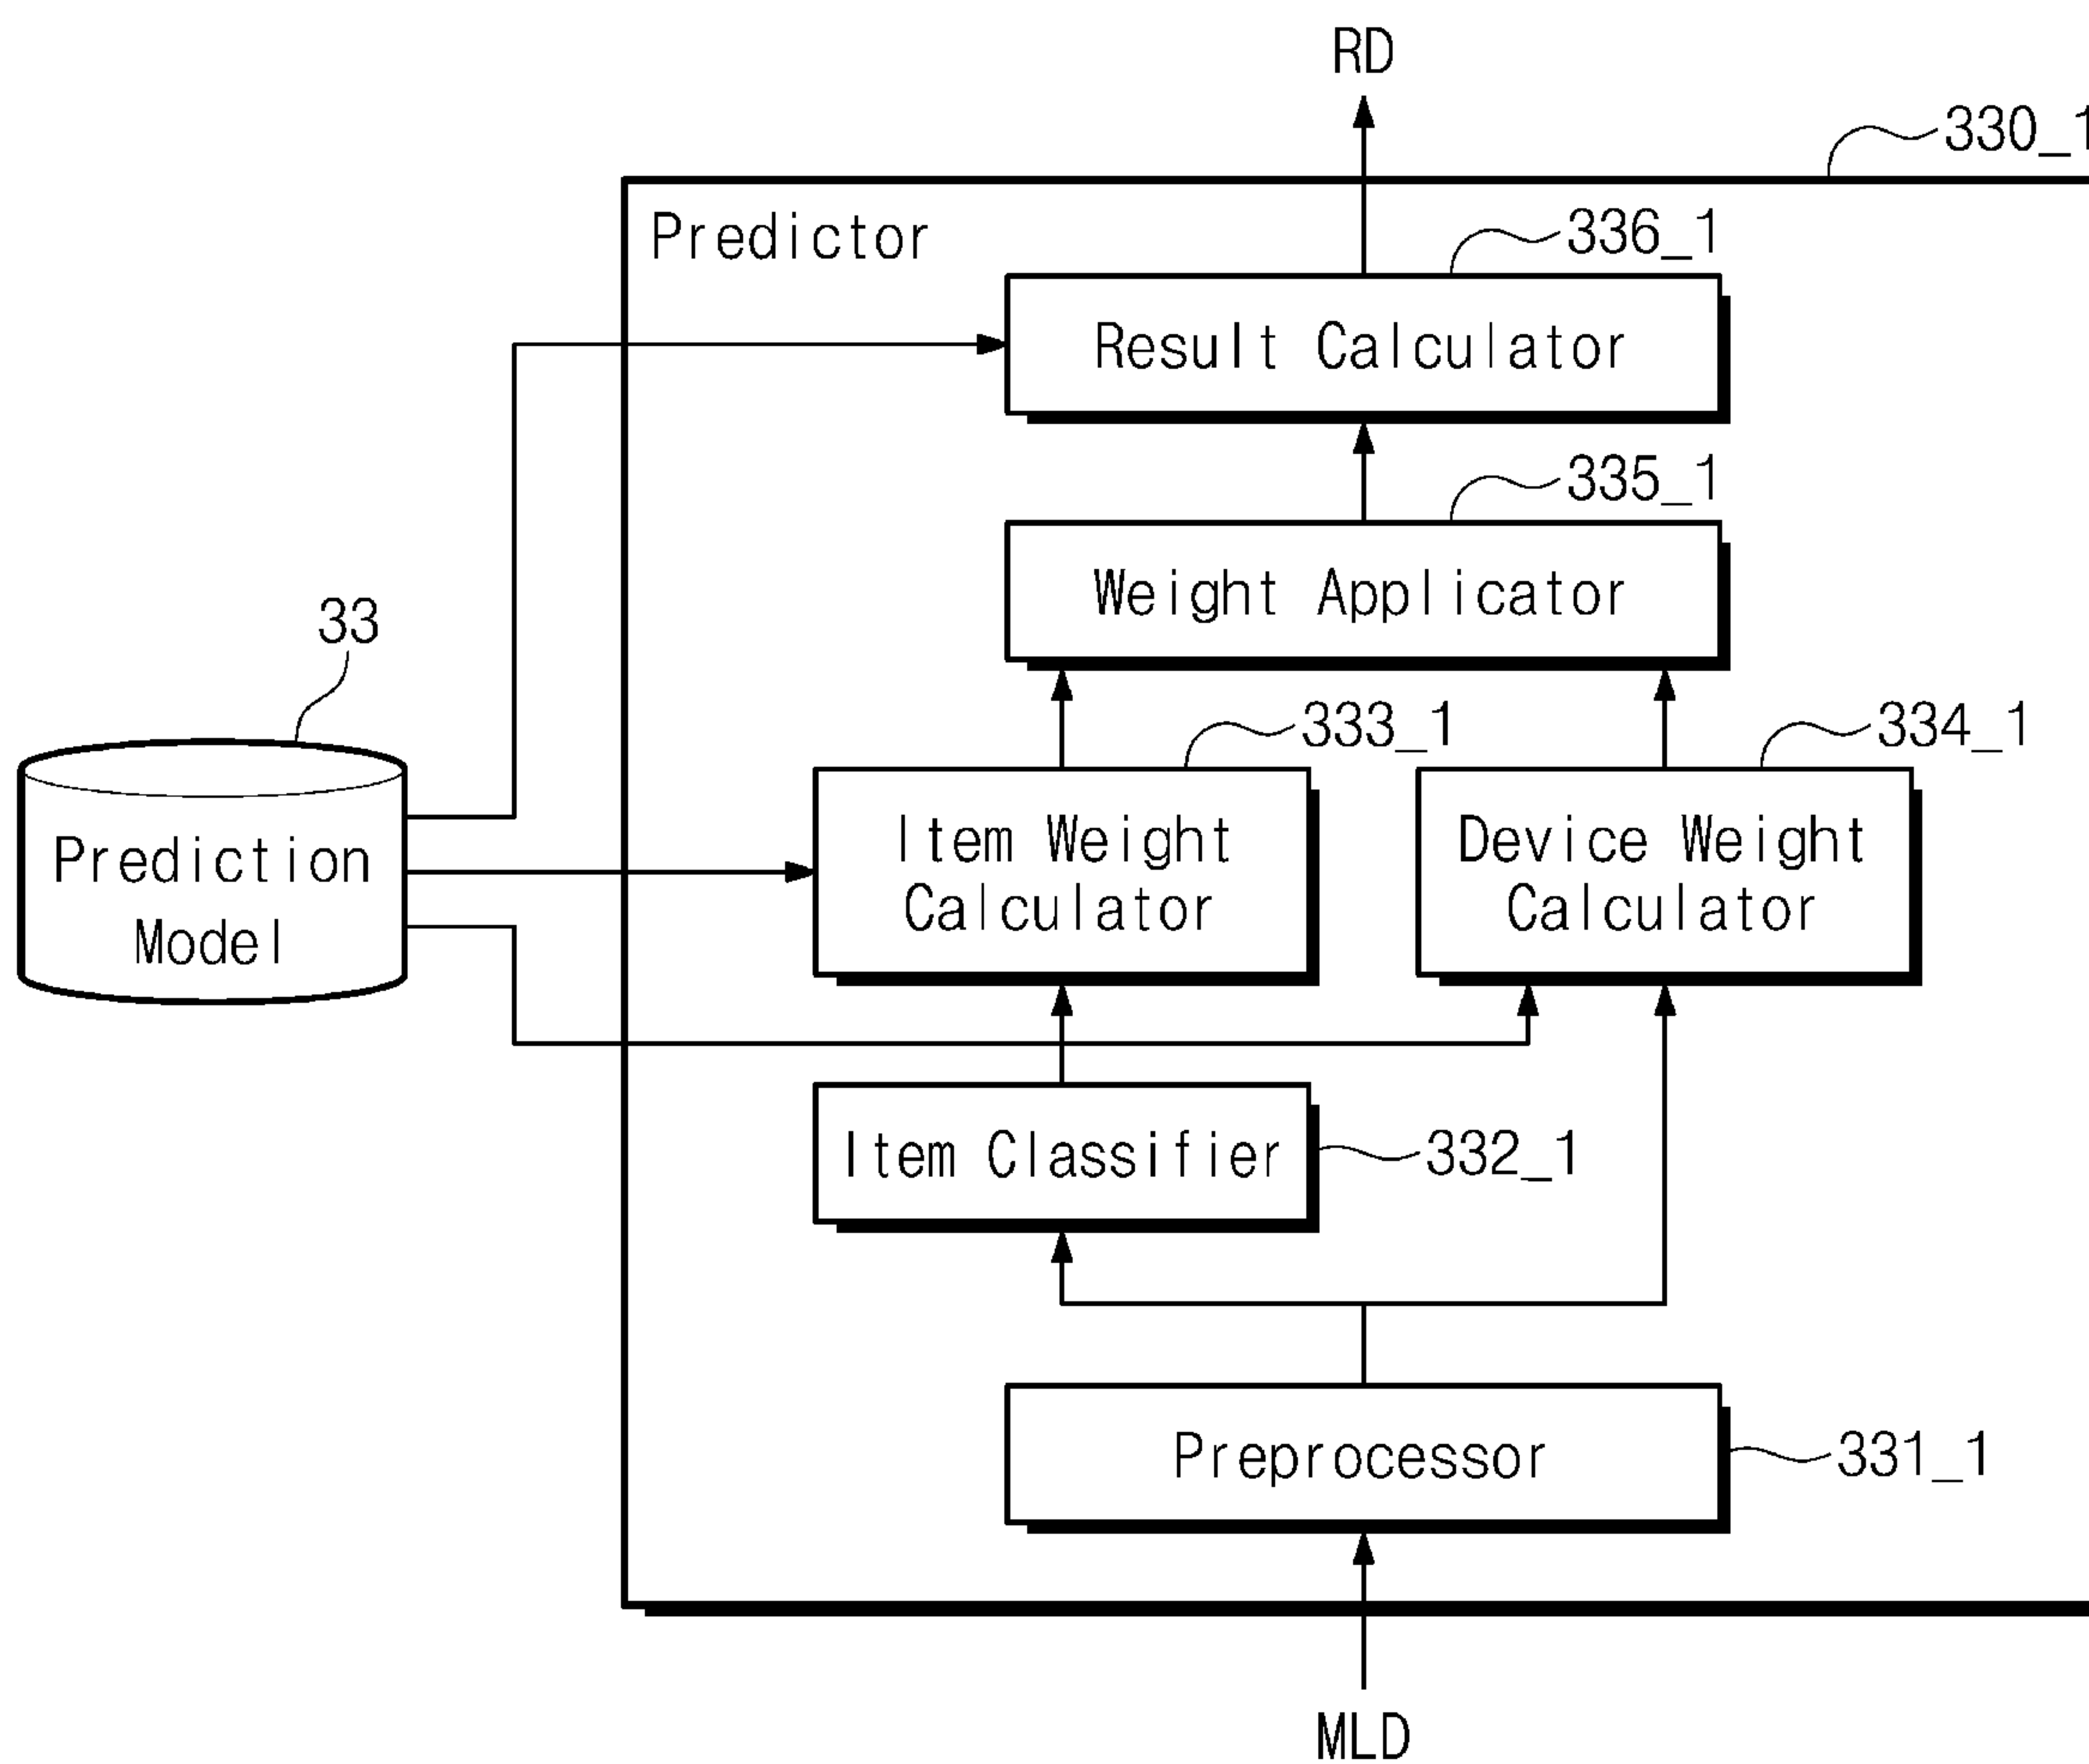 RD
330_1
Predictor
336_1
Result Calculator
335_1
Weight Applicator
33
333_1
334_1
Prediction
Model
Item Weight
Calculator
Device Weight
Calculator
Item Classifier
332_1
Preprocessor
331_1
MLD